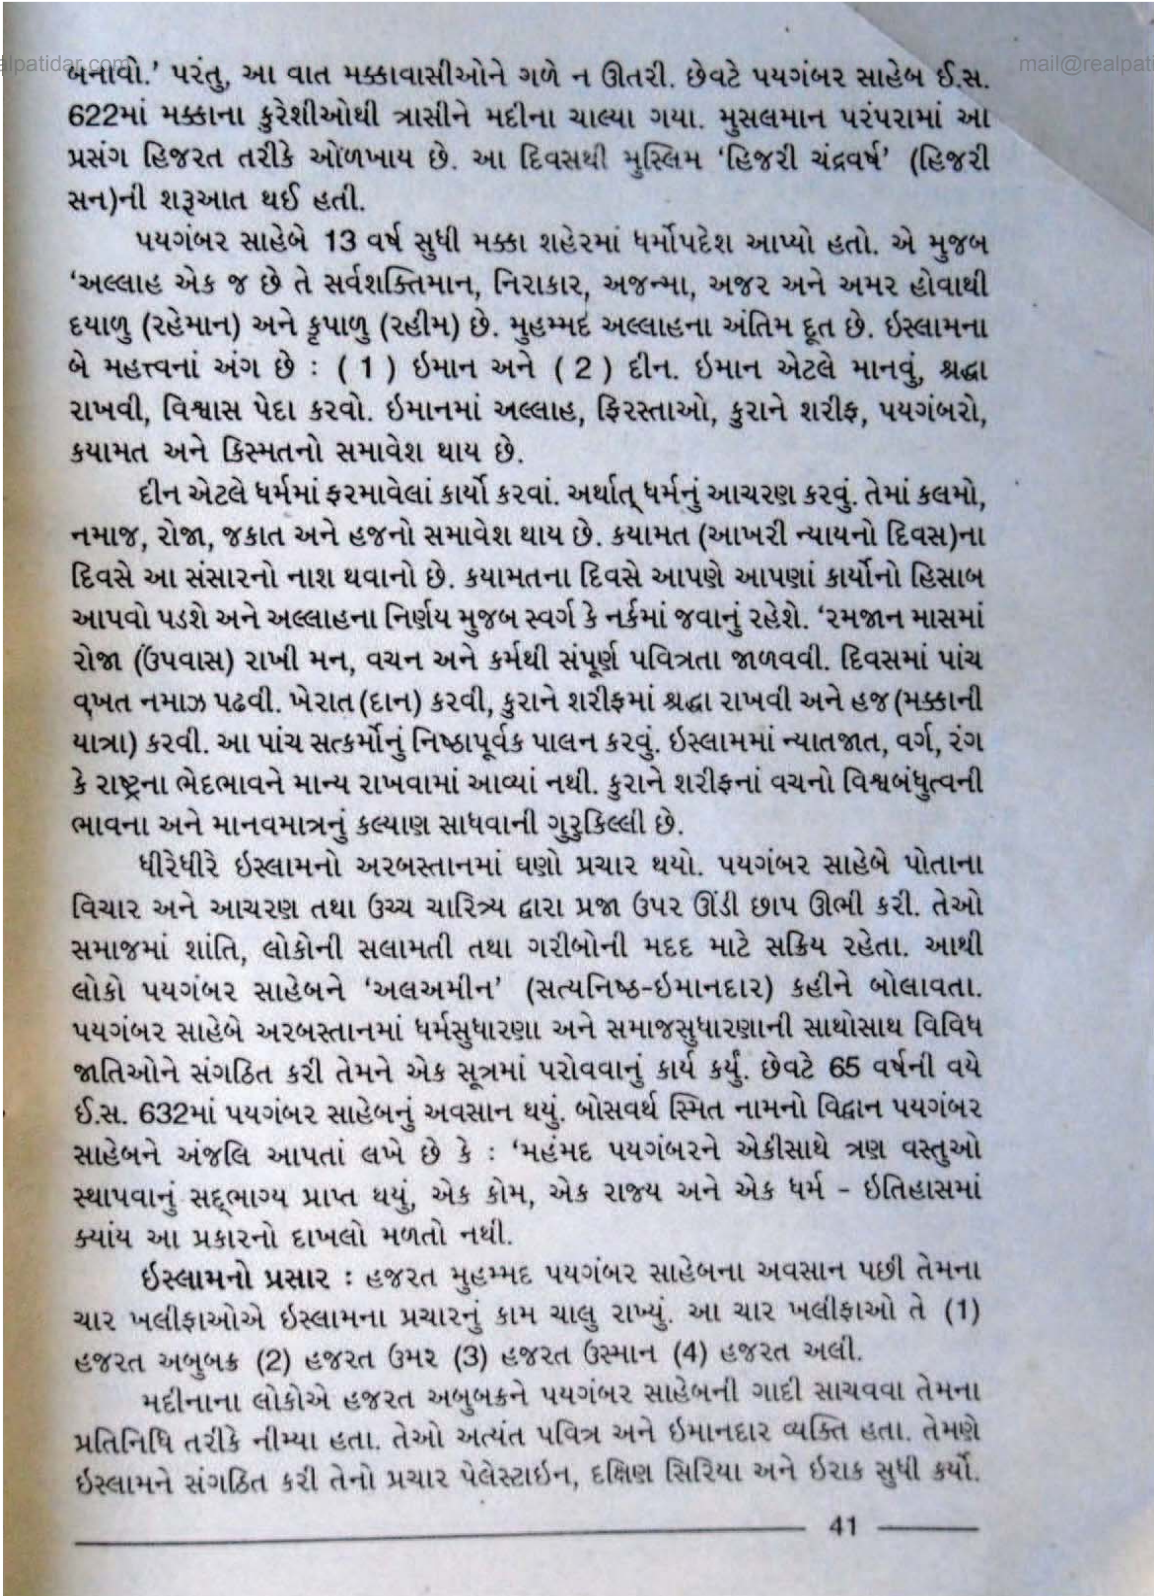 બનાવો.' પરંતુ, આ વાત મક્કાવાસીઓને ગળે ન ઊતરી. છેવટે પયગંબર સાહેબ ઈ.સ.
622માં મક્કાના કુરેશીઓથી ત્રાસીને મદીના ચાલ્યા ગયા. મુસલમાન પરંપરામાં આ
પ્રસંગ હિજરત તરીકે ઓળખાય છે. આ દિવસથી મુસ્લિમ 'હિજરી ચંદ્રવર્ષ' (હિજરી
સન)ની શરૂઆત થઈ હતી.
પયગંબર સાહેબે 13 વર્ષ સુધી મક્કા શહેરમાં ધર્મોપદેશ આપ્યો હતો. એ મુજબ
'અલ્લાહ એક જ છે તે સર્વશક્તિમાન, નિરાકાર, અજન્મા, અજર અને અમર હોવાથી
દયાળુ (રહેમાન) અને કૃપાળુ (રહીમ) છે. મુહમ્મદ અલ્લાહના અંતિમ દૂત છે. ઇસ્લામના
બે મહત્ત્વનાં અંગ છે : ( 1 ) ઇમાન અને ( 2 ) દીન. ઇમાન એટલે માનવું, શ્રદ્ધા
રાખવી, વિશ્વાસ પેદા કરવો. ઇમાનમાં અલ્લાહ, ફિરસ્તાઓ, કુરાને શરીફ, પયગંબરો,
કયામત અને કિસ્મતનો સમાવેશ થાય છે.
દીન એટલે ધર્મમાં ફરમાવેલાં કાર્યો કરવાં. અર્થાત્ ધર્મનું આચરણ કરવું. તેમાં કલમો,
નમાજ, રોજા, જકાત અને હજનો સમાવેશ થાય છે. કયામત (આખરી ન્યાયનો દિવસ)ના
દિવસે આ સંસારનો નાશ થવાનો છે. કયામતના દિવસે આપણે આપણાં કાર્યોનો હિસાબ
આપવો પડશે અને અલ્લાહના નિર્ણય મુજબ સ્વર્ગ કે નર્કમાં જવાનું રહેશે. 'રમજાન માસમાં
રોજા (ઉપવાસ) રાખી મન, વચન અને કર્મથી સંપૂર્ણ પવિત્રતા જાળવવી. દિવસમાં પાંચ
વખત નમાઝ પઢવી. ખેરાત (દાન) કરવી, કુરાને શરીફમાં શ્રદ્ધા રાખવી અને હજ (મક્કાની
યાત્રા) કરવી. આ પાંચ સત્કર્મોનું નિષ્ઠાપૂર્વક પાલન કરવું. ઇસ્લામમાં ન્યાતજાત, વર્ગ, રંગ
કે રાષ્ટ્રના ભેદભાવને માન્ય રાખવામાં આવ્યાં નથી. કુરાને શરીફનાં વચનો વિશ્વબંધુત્વની
ભાવના અને માનવમાત્રનું કલ્યાણ સાધવાની ગુરુકિલ્લી છે.
ધીરેધીરે ઇસ્લામનો અરબસ્તાનમાં ઘણો પ્રચાર થયો. પયગંબર સાહેબે પોતાના
વિચાર અને આચરણ તથા ઉચ્ચ ચારિત્ર્ય દ્વારા પ્રજા ઉપર ઊંડી છાપ ઊભી કરી. તેઓ
સમાજમાં શાંતિ, લોકોની સલામતી તથા ગરીબોની મદદ માટે સક્રિય રહેતા. આથી
લોકો પયગંબર સાહેબને 'અલઅમીન' (સત્યનિષ્ઠ-ઇમાનદાર) કહીને બોલાવતા.
પયગંબર સાહેબે અરબસ્તાનમાં ધર્મસુધારણા અને સમાજસુધારણાની સાથોસાથ વિવિધ
જાતિઓને સંગઠિત કરી તેમને એક સૂત્રમાં પરોવવાનું કાર્ય કર્યું. છેવટે 65 વર્ષની વયે
ઈ.સ. 632માં પયગંબર સાહેબનું અવસાન થયું. બોસવર્થ સ્મિત નામનો વિદ્વાન પયગંબર
સાહેબને અંજલિ આપતાં લખે છે કે : 'મહંમદ પયગંબરને એકીસાથે ત્રણ વસ્તુઓ
સ્થાપવાનું સદ્‌ભાગ્ય પ્રાપ્ત થયું, એક કોમ, એક રાજ્ય અને એક ધર્મ - ઇતિહાસમાં
ક્યાંય આ પ્રકારનો દાખલો મળતો નથી.
ઇસ્લામનો પ્રસાર : હજરત મુહમ્મદ પયગંબર સાહેબના અવસાન પછી તેમના
ચાર ખલીફાઓએ ઇસ્લામના પ્રચારનું કામ ચાલુ રાખ્યું. આ ચાર ખલીફાઓ તે (1)
હજરત અબુબક્ર (2) હજરત ઉમર (3) હજરત ઉસ્માન (4) હજરત અલી.
મદીનાના લોકોએ હજરત અબુબક્રને પયગંબર સાહેબની ગાદી સાચવવા તેમના
પ્રતિનિધિ તરીકે નીમ્યા હતા. તેઓ અત્યંત પવિત્ર અને ઇમાનદાર વ્યક્તિ હતા. તેમણે
ઇસ્લામને સંગઠિત કરી તેનો પ્રચાર પેલેસ્ટાઇન, દક્ષિણ સિરિયા અને ઇરાક સુધી કર્યો.
41